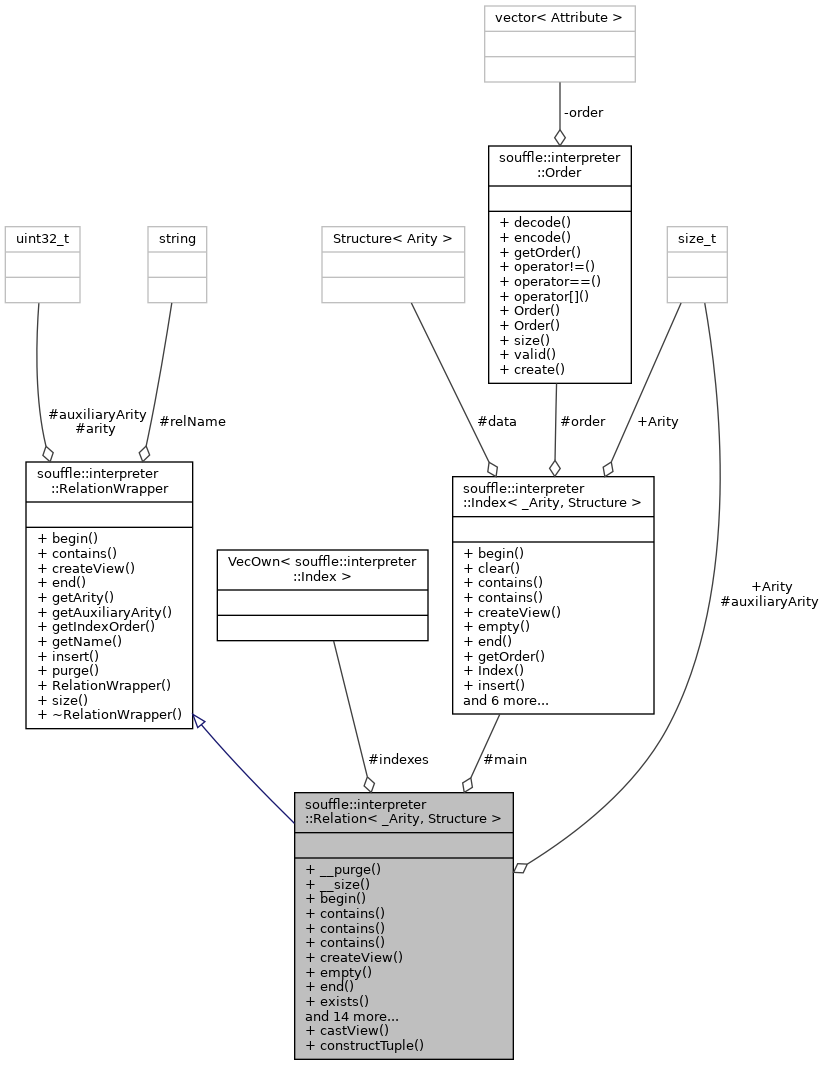 vector< Attribute >
-order
souffle::interpreter
::Order
+ decode()
+ encode()
+ getOrder()
+ operator!=()
+ operator==()
+ operator[]()
+ Order()
+ Order()
+ size()
+ valid()
+ create()
uint32_t
string
Structure< Arity >
size_t
#auxiliaryArity
#arity
#relName
#data
#order
+Arity
souffle::interpreter
::RelationWrapper
+ begin()
+ contains()
+ createView()
+ end()
+ getArity()
+ getAuxiliaryArity()
+ getIndexOrder()
+ getName()
+ insert()
+ purge()
+ RelationWrapper()
+ size()
+ ~RelationWrapper()
VecOwn< souffle::interpreter
::Index >
souffle::interpreter
::Index< _Arity, Structure >
+ begin()
+ clear()
+ contains()
+ contains()
+ createView()
+ empty()
+ end()
+ getOrder()
+ Index()
+ insert()
and 6 more...
+Arity
#auxiliaryArity
#indexes
#main
souffle::interpreter
::Relation< _Arity, Structure >
+ __purge()
+ __size()
+ begin()
+ contains()
+ contains()
+ contains()
+ createView()
+ empty()
+ end()
+ exists()
and 14 more...
+ castView()
+ constructTuple()